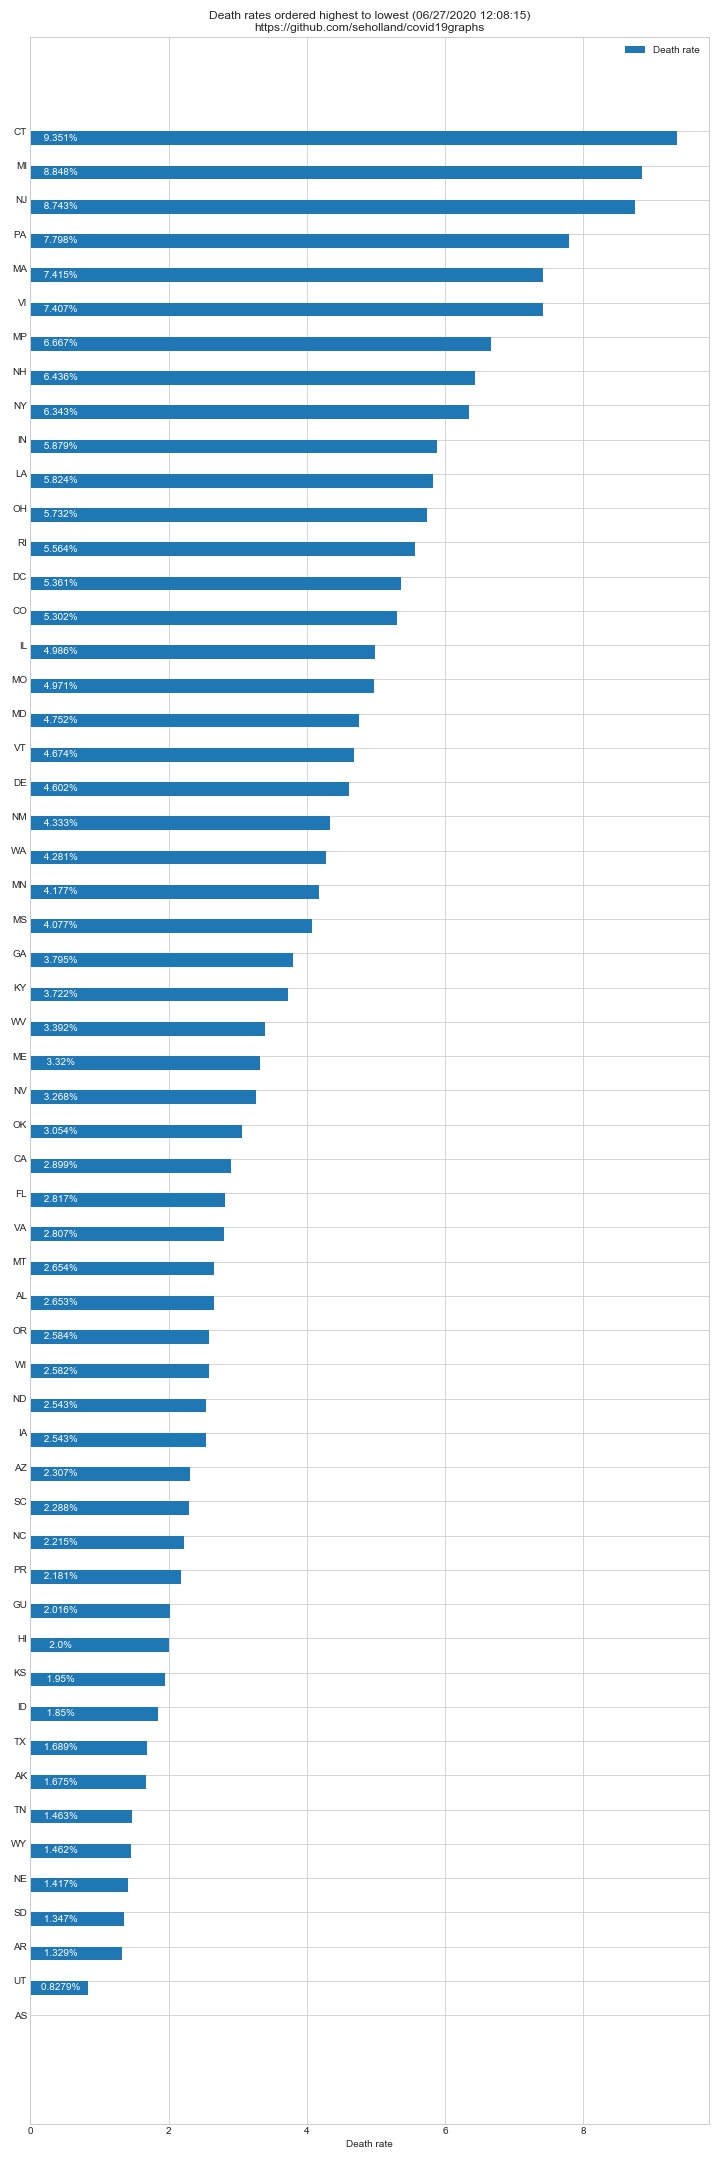 Death rates ordered highest to lowest (06/27/2020 12:08:15)
https://github.com/seholland/covid19graphs
Death rate
CT 9.351%
MI 8.848%
NJ 8.743%
PA 7.798%
MA 7.415%
VI 7.407%
MP 6.667%
NH 6.436%
NY 6.343%
IN 5.879%
LA 5.824%
OH 5.732%
RI 5.564%
DC 5.361%
CO 5.302%
IL 4.986%
MO 4.971%
MD 4.752%
VT 4.674%
DE 4.602%
NM 4.333%
WA 4.281%
MN 4.177%
MS 4.077%
GA 3.795%
KY 3.722%
WV 3.392%
ME 3.32%
NV 3.268%
OK 3.054%
CA 2.899%
FL 2.817%
VA 2.807%
MT 2.654%
AL 2.653%
OR 2.584%
WI 2.582%
ND 2.543%
IA 2.543%
AZ 2.307%
SC 2.288%
NC 2.215%
PR 2.181%
GU 2.016%
HI 2.0%
KS 1.95%
ID 1.85%
TX 1.689%
AK 1.675%
TN 1.463%
WY 1.462%
NE 1.417%
SD 1.347%
AR 1.329%
UT 0.8279%
AS
0 2 4 6 8
Death rate